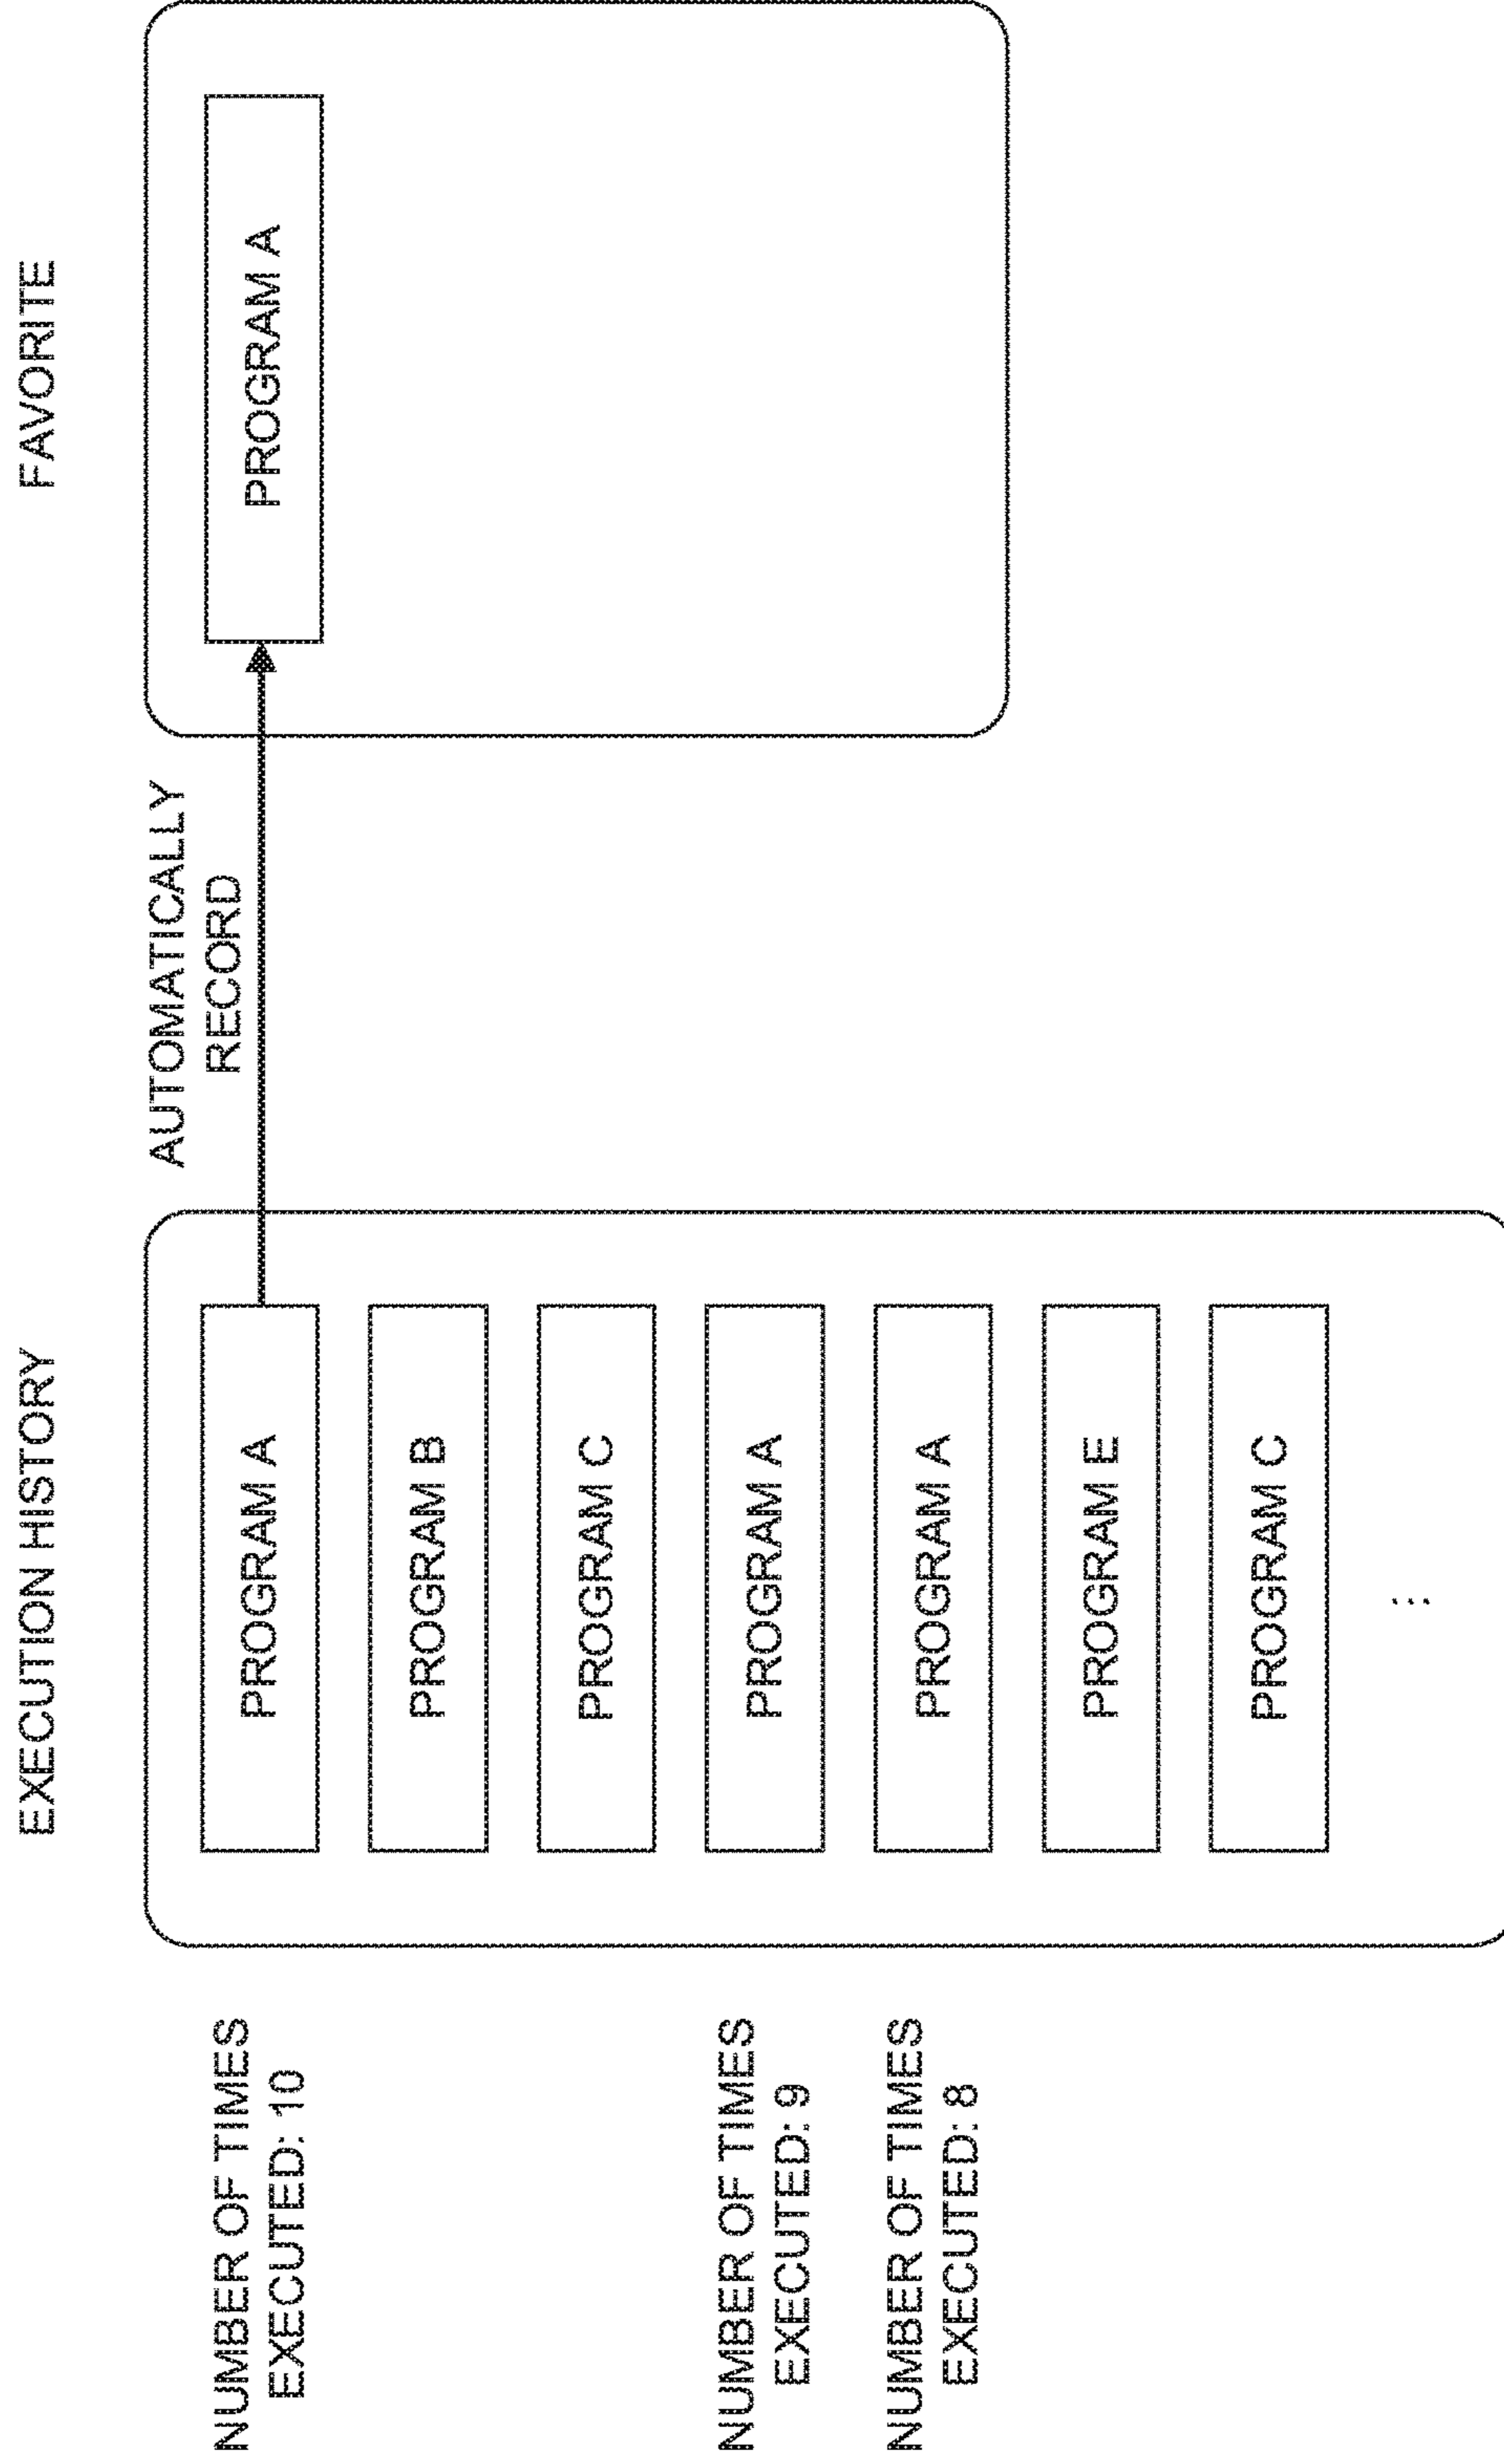 EXECUTION HISTORY
FAVORITE
NUMBER OF TIMES
EXECUTED: 10
PROGRAM A
AUTOMATICALLY
RECORD
PROGRAM A
PROGRAM B
PROGRAM C
NUMBER OF TIMES
EXECUTED: 9
PROGRAM A
NUMBER OF TIMES
EXECUTED: 8
PROGRAM A
PROGRAM E
PROGRAM C
...